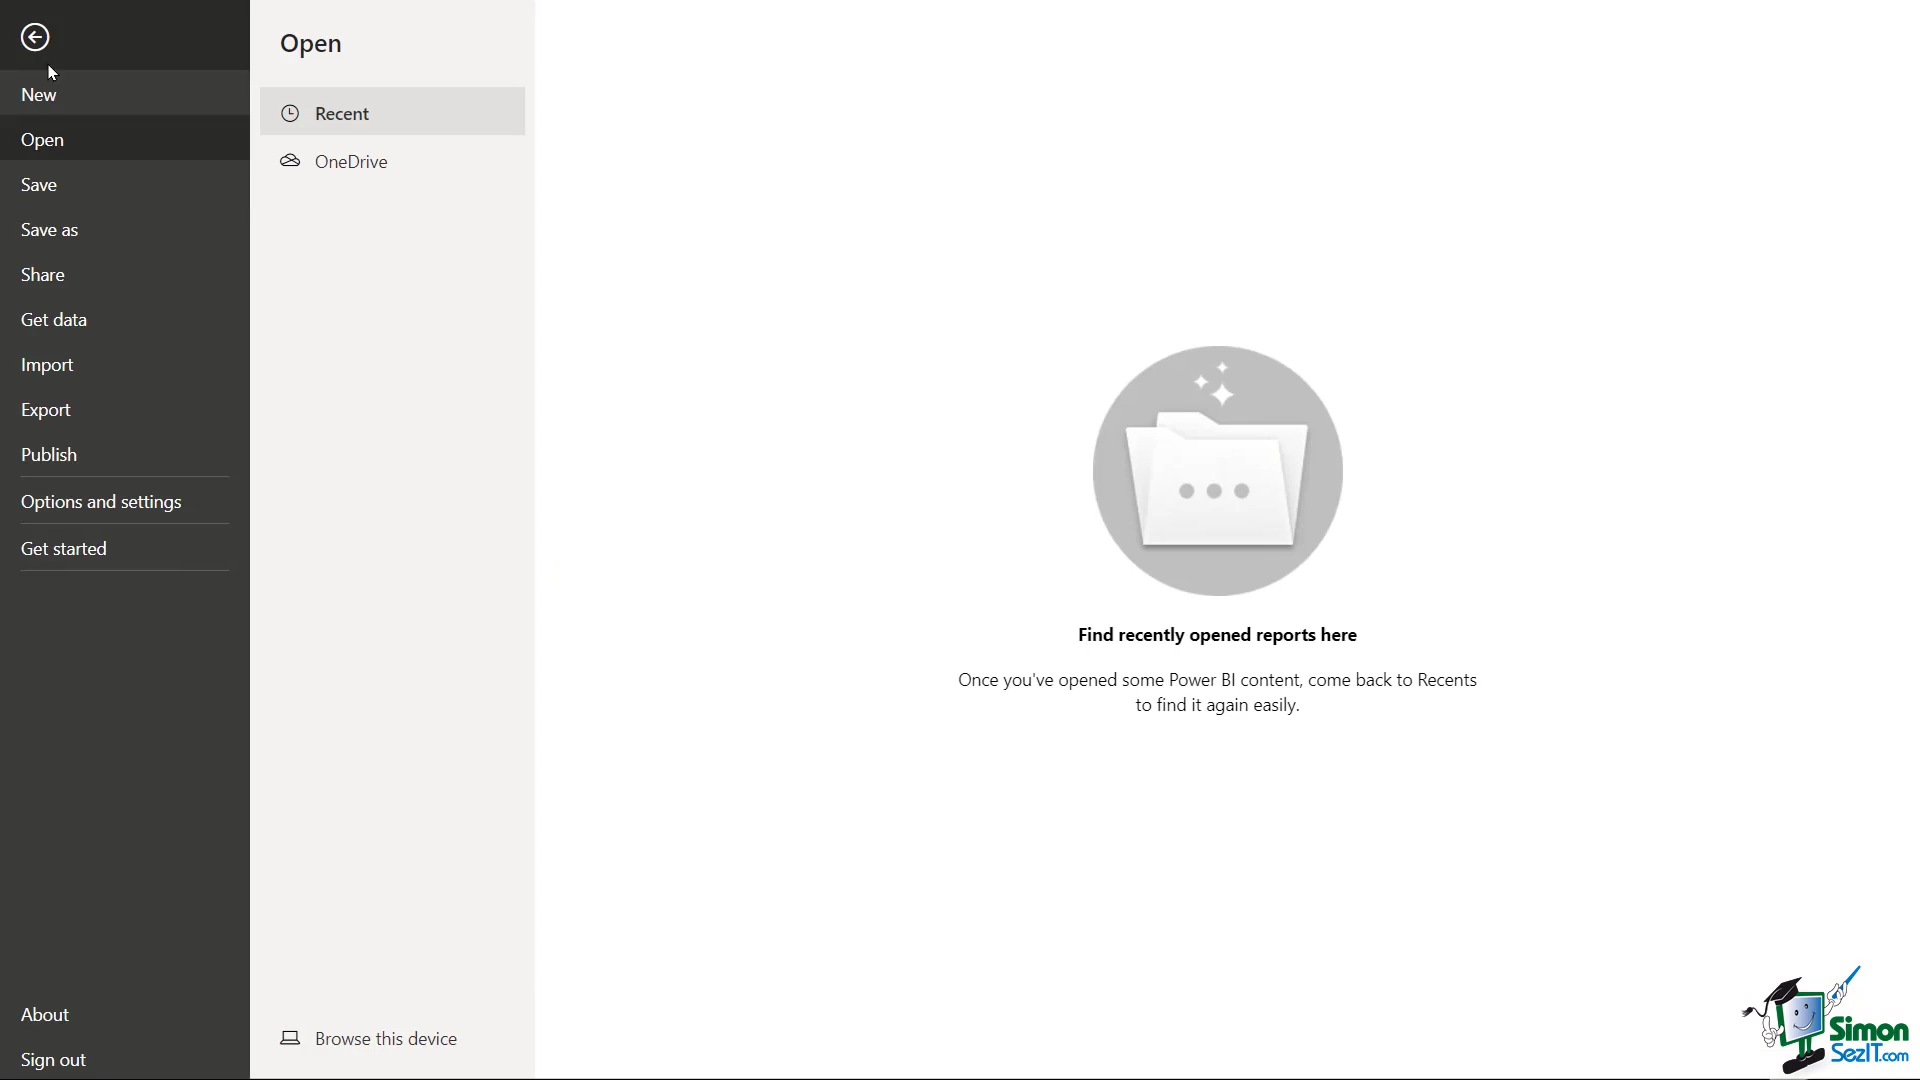 New
Open
Save
Save as
Share
Get data
Import
Export
Publish
Options and settings
Get started
About
Sign out
Open
Recent
OneDrive
Browse this device
Find recently opened reports here
Once you've opened some Power BI content, come back to Recents
to find it again easily.
Simon
SezIT.com